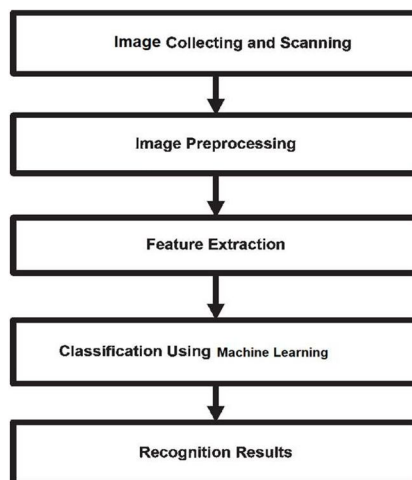 Image Collecting and Scanning
Image Preprocessing
Feature Extraction
Classification Using Machine Learning
Recognition Results